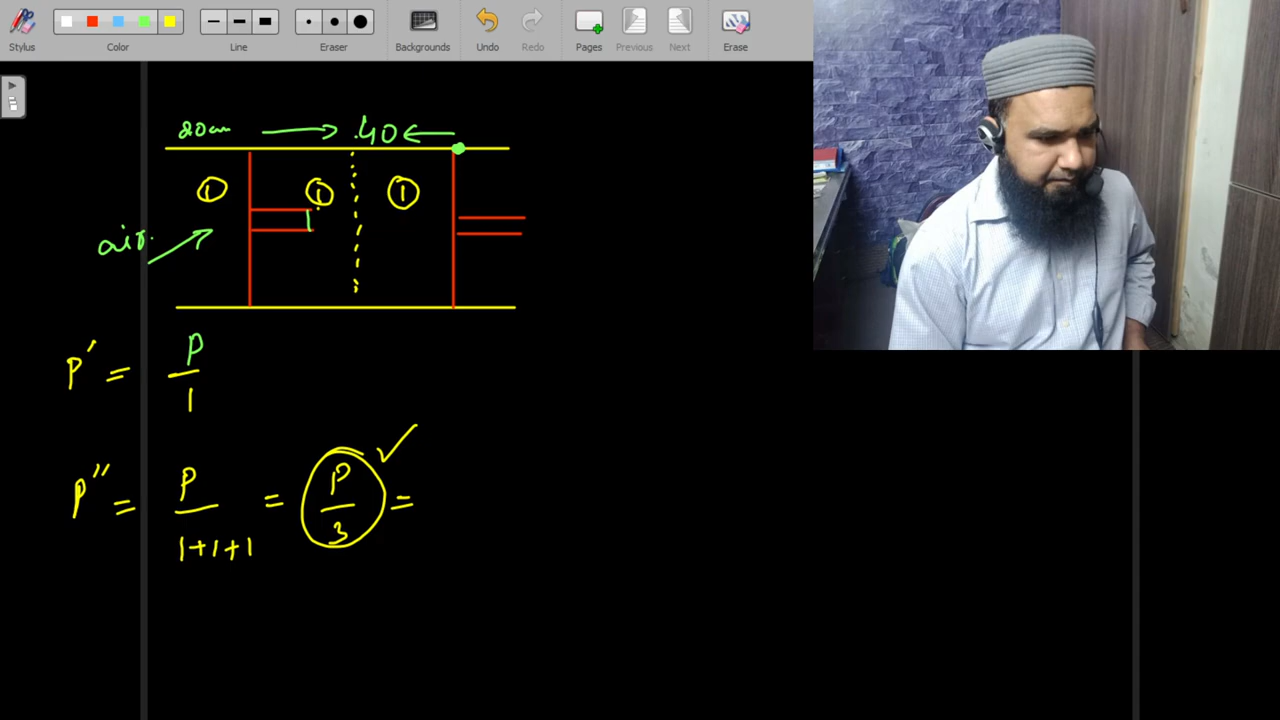 Stylus Color Line Eraser Backgrounds Undo Redo Pages Previous Next Erase
20cm → .40 ←
① ① ①
air.
P' = P/1
P'' = P/1+1+1 = P/3 = ✓